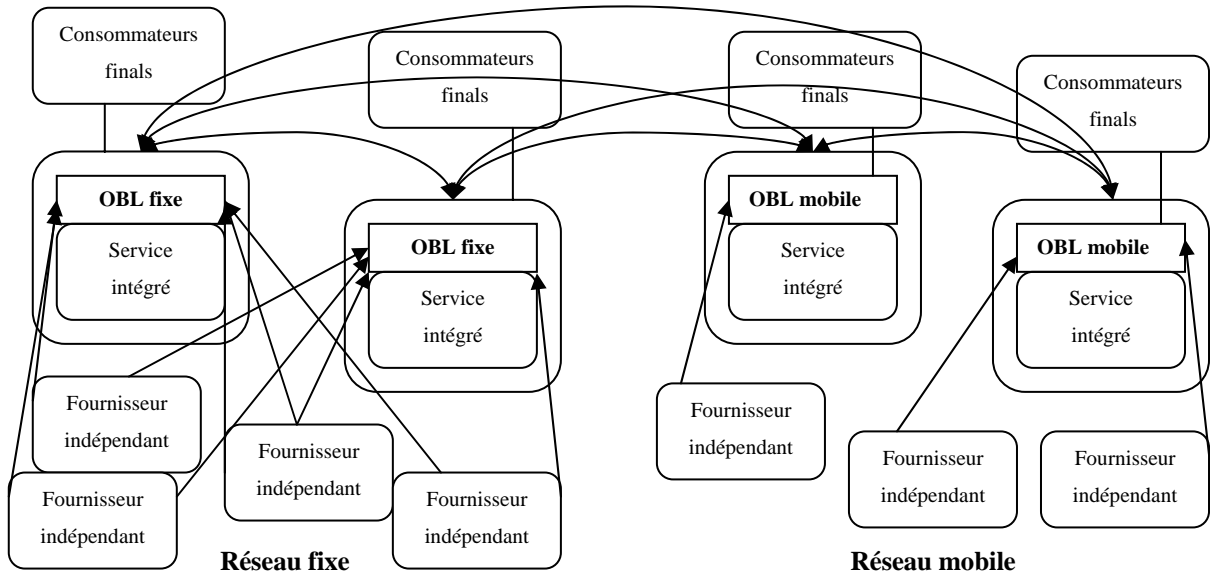 Consommateurs
finals
Consommateurs
finals
Consommateurs
finals
Consommateurs
finals
OBL fixe
Service
intégré
OBL fixe
Service
intégré
OBL mobile
Service
intégré
OBL mobile
Service
intégré
Fournisseur
indépendant
Fournisseur
indépendant
Fournisseur
indépendant
Fournisseur
indépendant
Fournisseur
indépendant
Fournisseur
indépendant
Fournisseur
indépendant
Réseau fixe
Réseau mobile